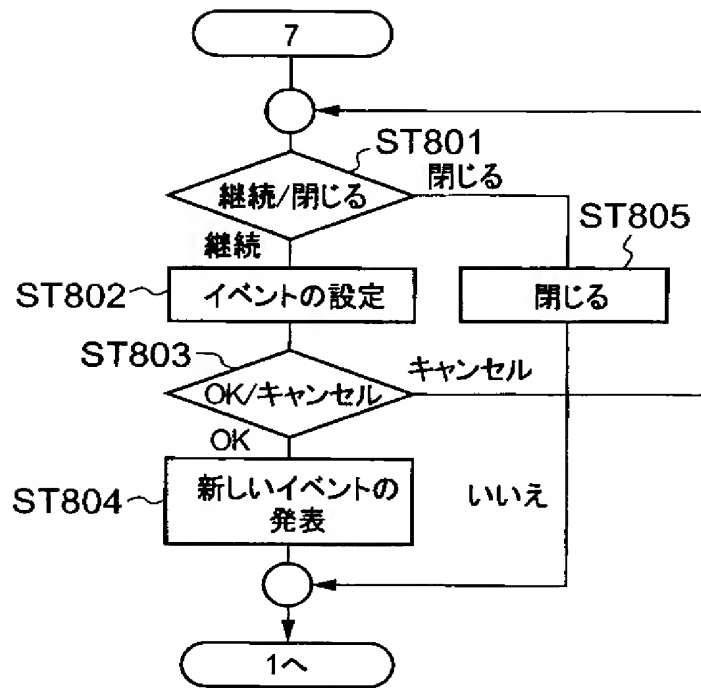 7
ST801
継続/閉じる
閉じる
継続
ST805
ST802
イベントの設定
閉じる
ST803
OK/キャンセル
キャンセル
OK
ST804
新しいイベントの
発表
いいえ
1へ